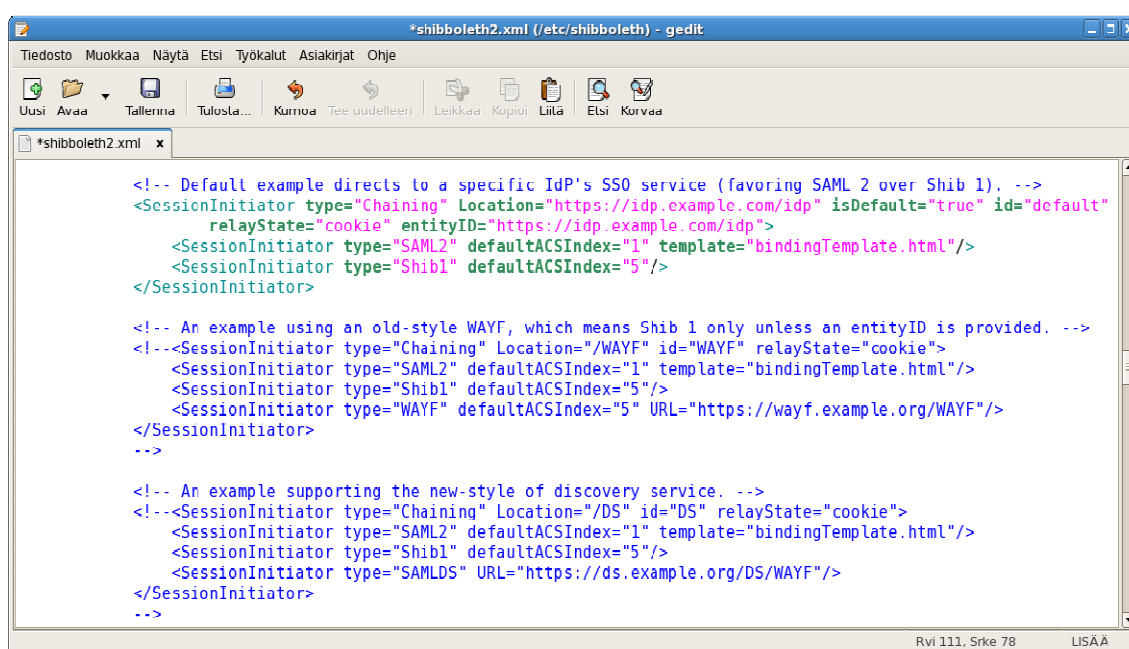 *shibboleth2.xml (/etc/shibboleth) - gedit
Tiedosto Muokkaa Näytä Etsi Työkalut Asiakirjat Ohje
Uusi Avaa Tallenna Tulosta... Kumoa Tee uudelleen Leikkaa Kopioi Liitä Etsi Korvaa
*shibboleth2.xml x
<!-- Default example directs to a specific IdP's SSO service (favoring SAML 2 over Shib 1). -->
<SessionInitiator type="Chaining" Location="https://idp.example.com/idp" isDefault="true" id="default"
relayState="cookie" entityID="https://idp.example.com/idp">
<SessionInitiator type="SAML2" defaultACSIndex="1" template="bindingTemplate.html"/>
<SessionInitiator type="Shib1" defaultACSIndex="5"/>
</SessionInitiator>
<!-- An example using an old-style WAYF, which means Shib 1 only unless an entityID is provided. -->
<!--<SessionInitiator type="Chaining" Location="/WAYF" id="WAYF" relayState="cookie">
<SessionInitiator type="SAML2" defaultACSIndex="1" template="bindingTemplate.html"/>
<SessionInitiator type="Shib1" defaultACSIndex="5"/>
<SessionInitiator type="WAYF" defaultACSIndex="5" URL="https://wayf.example.org/WAYF"/>
</SessionInitiator>
-->
<!-- An example supporting the new-style of discovery service. -->
<!--<SessionInitiator type="Chaining" Location="/DS" id="DS" relayState="cookie">
<SessionInitiator type="SAML2" defaultACSIndex="1" template="bindingTemplate.html"/>
<SessionInitiator type="Shib1" defaultACSIndex="5"/>
<SessionInitiator type="SAMLDS" URL="https://ds.example.org/DS/WAYF"/>
</SessionInitiator>
-->
Rvi 111, Srke 78 LISÄÄ